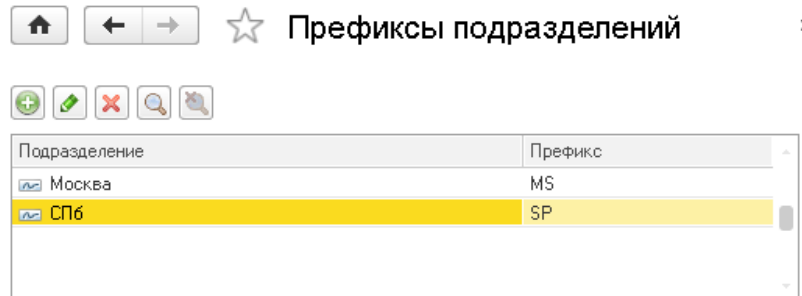 Префиксы подразделений
Подразделение Префикс
Москва MS
СПб SP